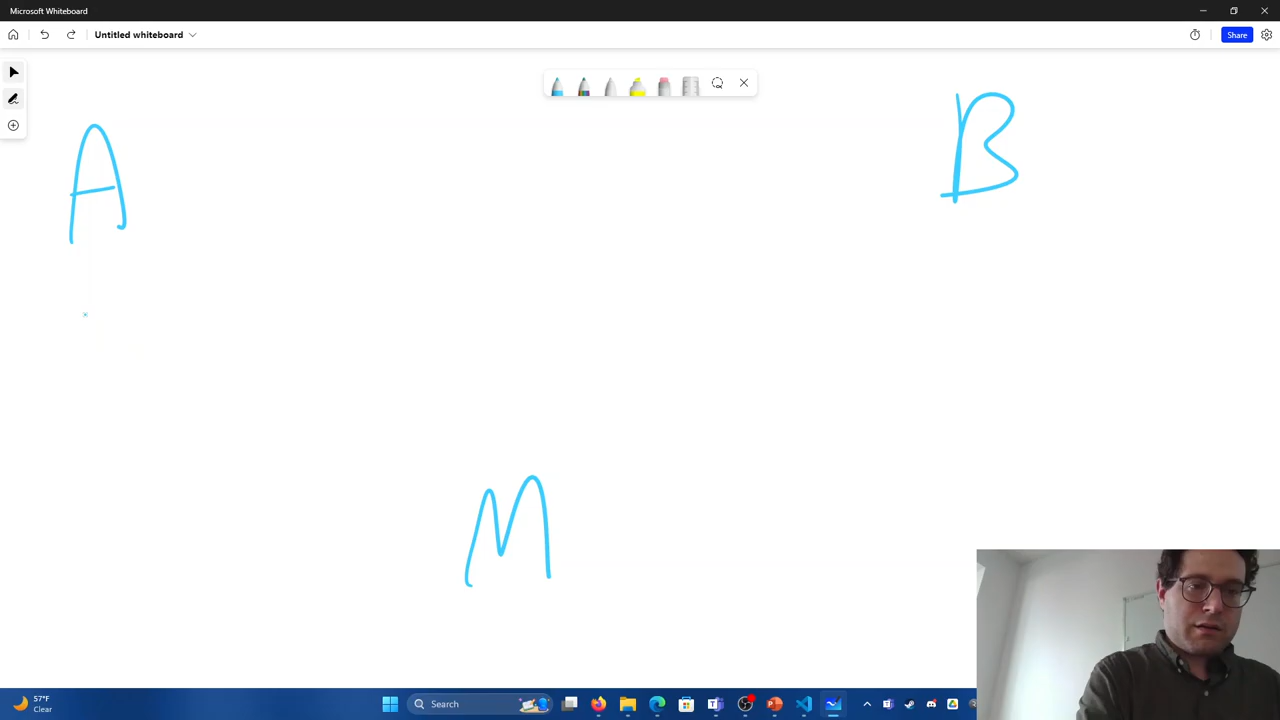 Microsoft Whiteboard
Untitled whiteboard
Share
A
B
M
57°F
Clear
Search